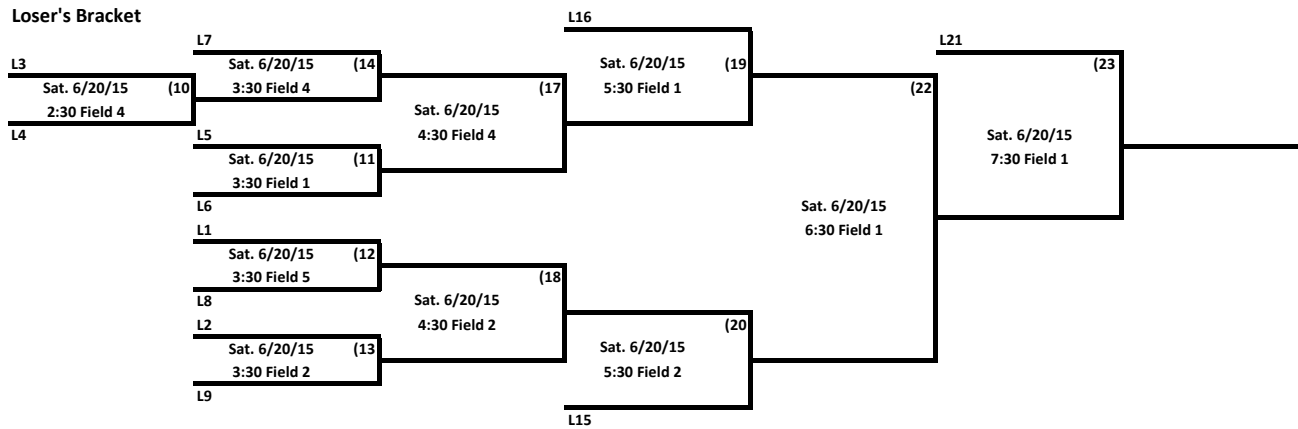 Loser's Bracket
L3
Sat. 6/20/15 (10
2:30 Field 4
L4
L7
Sat. 6/20/15 (14
3:30 Field 4
L5
Sat. 6/20/15 (11
3:30 Field 1
L6
L1
Sat. 6/20/15 (12
3:30 Field 5
L8
L2
Sat. 6/20/15 (13
3:30 Field 2
L9
(17
Sat. 6/20/15
4:30 Field 4
(18
Sat. 6/20/15
4:30 Field 2
L16
Sat. 6/20/15 (19
5:30 Field 1
(20
Sat. 6/20/15
5:30 Field 2
L15
(22
Sat. 6/20/15
6:30 Field 1
L21
(23
Sat. 6/20/15
7:30 Field 1